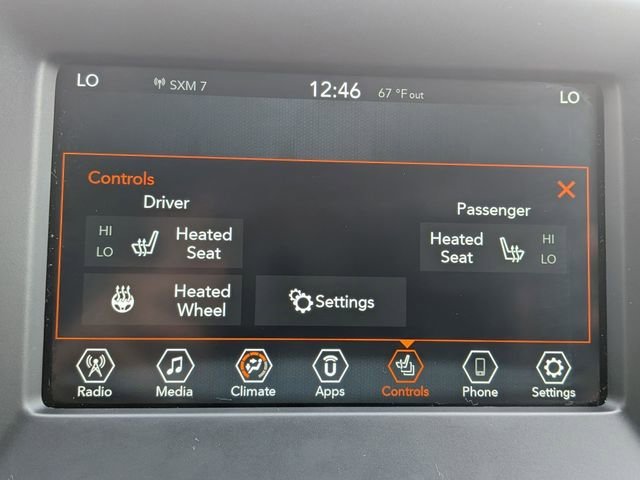 LO SXM 7 12:46 67 °F out LO
Controls
Driver Passenger
HI
LO
Heated
Seat
Heated
Seat
HI
LO
Heated
Wheel
Settings
Radio Media Climate Apps Controls Phone Settings